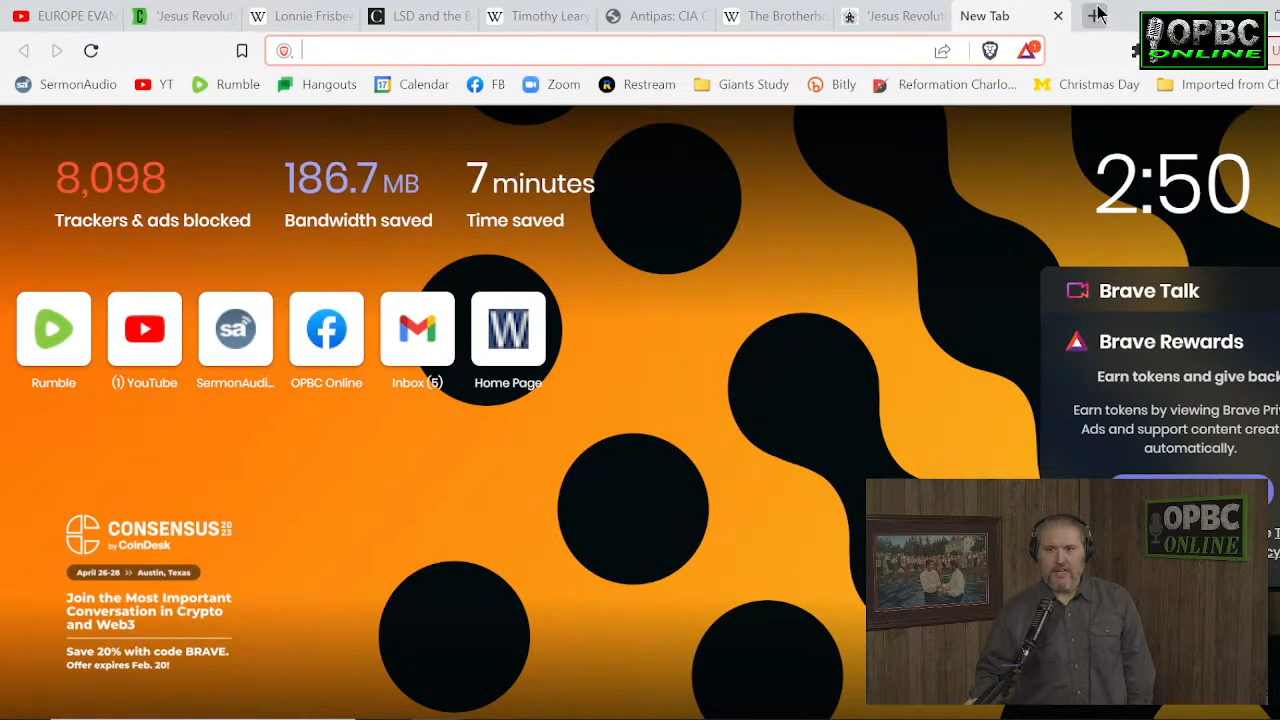 EUROPE EVAN
'Jesus Revolut
Lonnie Frisbee
LSD and the B
Timothy Leary
Antipas: CIA C
The Brotherho
'Jesus Revolut
New Tab
OPBC
ONLINE
SermonAudio
YT
Rumble
Hangouts
Calendar
FB
Zoom
Restream
Giants Study
Bitly
Reformation Charlo...
Christmas Day
Imported from Ch
8,098
Trackers & ads blocked
186.7 MB
Bandwidth saved
7 minutes
Time saved
2:50
Rumble
(1) YouTube
SermonAudi...
OPBC Online
Inbox (5)
Home Page
Brave Talk
Brave Rewards
Earn tokens and give back
Earn tokens by viewing Brave Pri
Ads and support content creat
automatically.
CONSENSUS 2023
by CoinDesk
April 26-28 >> Austin, Texas
Join the Most Important
Conversation in Crypto
and Web3
Save 20% with code BRAVE.
Offer expires Feb. 20!
OPBC
ONLINE